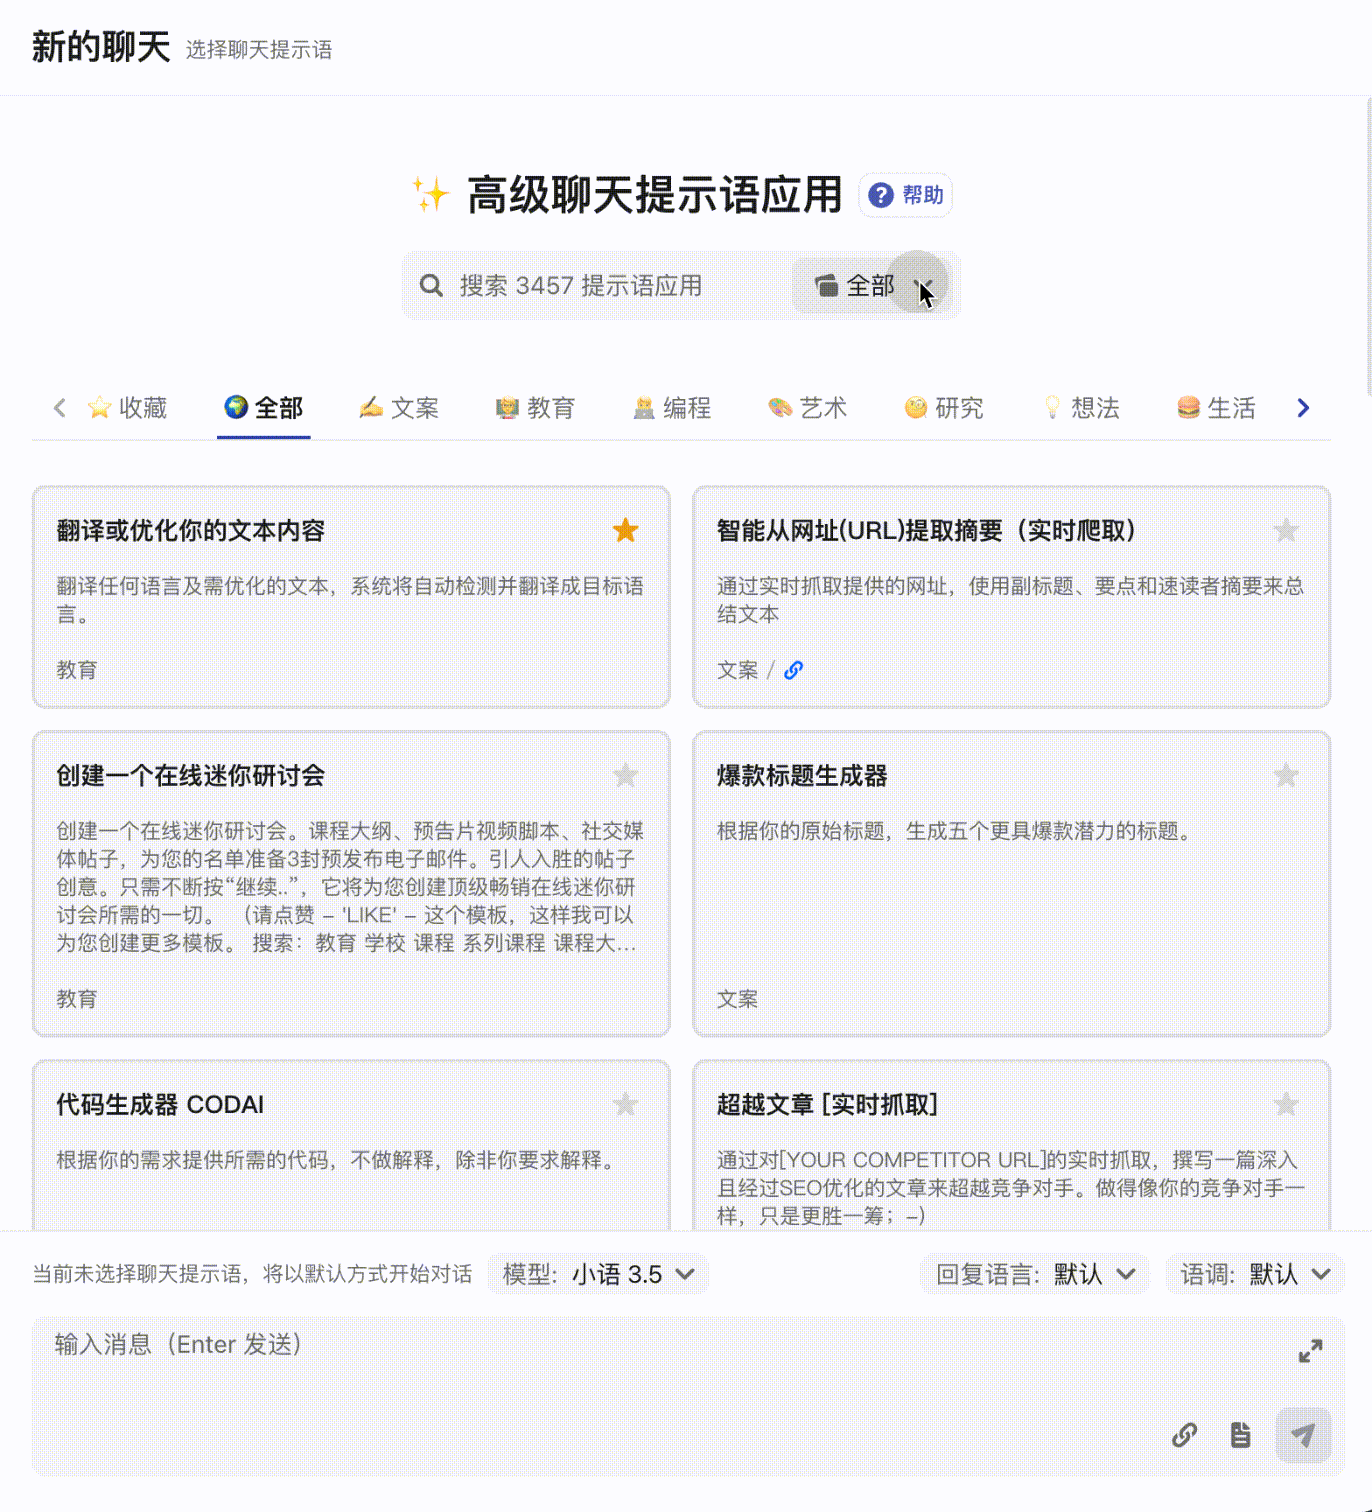 新的聊天 选择聊天提示语
高级聊天提示语应用 帮助
搜索 3457 提示语应用 全部
收藏 全部 文案 教育 编程 艺术 研究 想法 生活
翻译或优化你的文本内容
翻译任何语言及需优化的文本，系统将自动检测并翻译成目标语
言。
教育
智能从网址(URL)提取摘要（实时爬取）
通过实时抓取提供的网址，使用副标题、要点和速读者摘要来总
结文本
文案 /
创建一个在线迷你研讨会
创建一个在线迷你研讨会。课程大纲、预告片视频脚本、社交媒
体帖子，为您的名单准备3封预发布电子邮件。引人入胜的帖子
创意。只需不断按“继续..”，它将为您创建顶级畅销在线迷你研
讨会所需的一切。 （请点赞 – 'LIKE' – 这个模板，这样我可以
为您创建更多模板。 搜索：教育 学校 课程 系列课程 课程大...
教育
爆款标题生成器
根据你的原始标题，生成五个更具爆款潜力的标题。
文案
代码生成器 CODAI
根据你的需求提供所需的代码，不做解释，除非你要求解释。
超越文章 [实时抓取]
通过对[YOUR COMPETITOR URL]的实时抓取，撰写一篇深入
且经过SEO优化的文章来超越竞争对手。做得像你的竞争对手一
样，只是更胜一筹；–)
当前未选择聊天提示语，将以默认方式开始对话 模型: 小语 3.5 回复语言: 默认 语调: 默认
输入消息（Enter 发送）